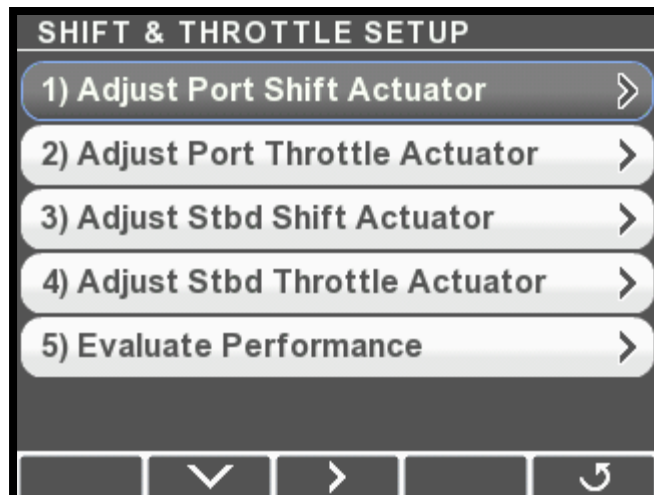 SHIFT & THROTTLE SETUP
1) Adjust Port Shift Actuator
2) Adjust Port Throttle Actuator
3) Adjust Stbd Shift Actuator
4) Adjust Stbd Throttle Actuator
5) Evaluate Performance